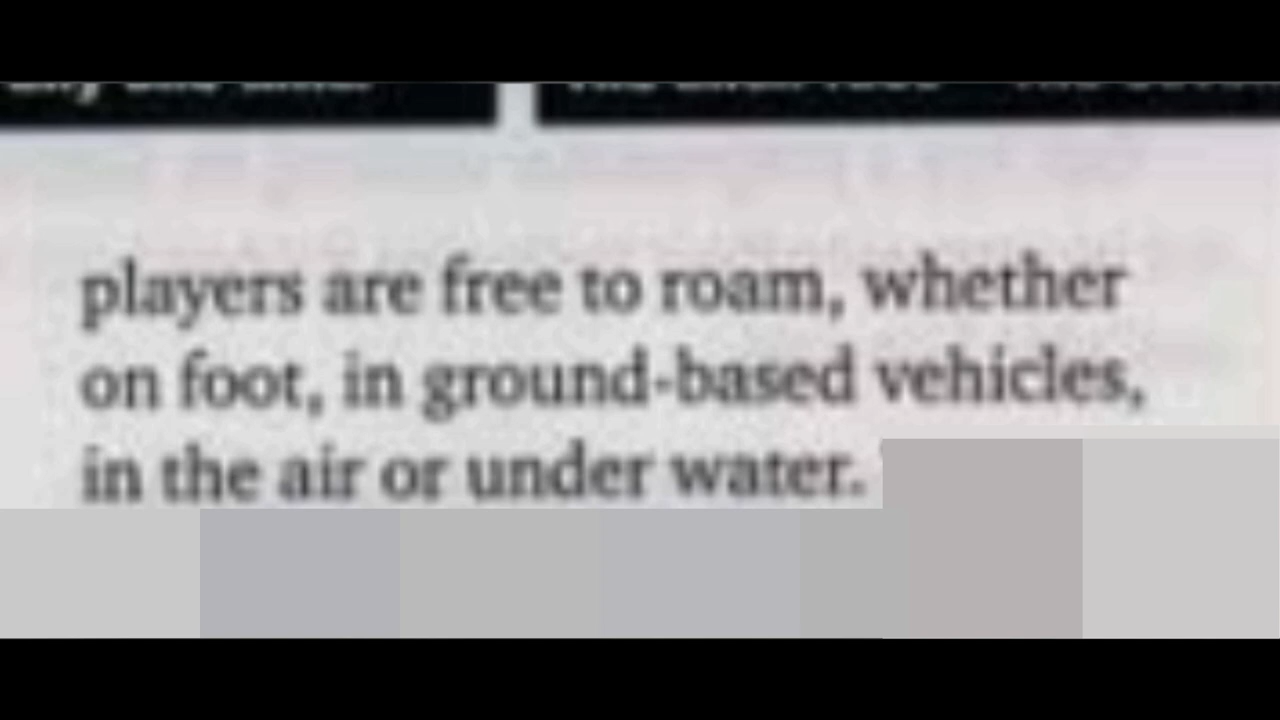 players are free to roam, whether
on foot, in ground-based vehicles,
in the air or under water.